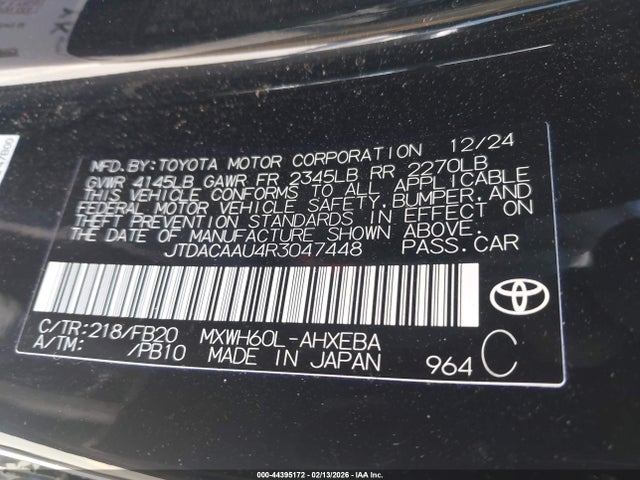 MFD.BY:TOYOTA MOTOR CORPORATION 12/24
GVWR 4145LB GAWR FR 2345LB RR 2270LB
THIS VEHICLE CONFORMS TO ALL APPLICABLE
FEDERAL MOTOR VEHICLE SAFETY,BUMPER,AND
THEFT PREVENTION STANDARDS IN EFFECT ON
THE DATE OF MANUFACTURE SHOWN ABOVE.
JTDACAAU4R3047448 PASS.CAR
C/TR:218/FB20 MXWH60L-AHXEBA
A/TM: /PB10 MADE IN JAPAN 964 C
000-44395172 - 02/13/2026 - IAA Inc.